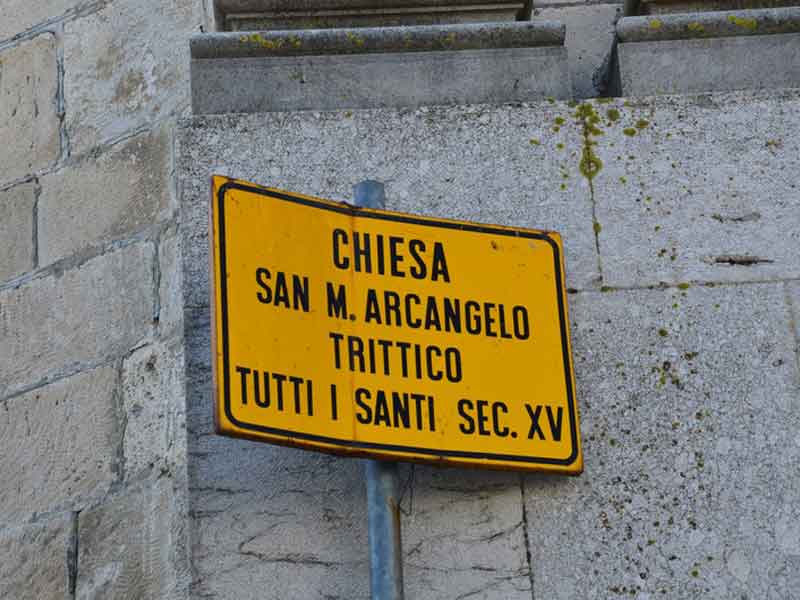 CHIESA
SAN M. ARCANGELO
TRITTICO
TUTTI I SANTI SEC. XV